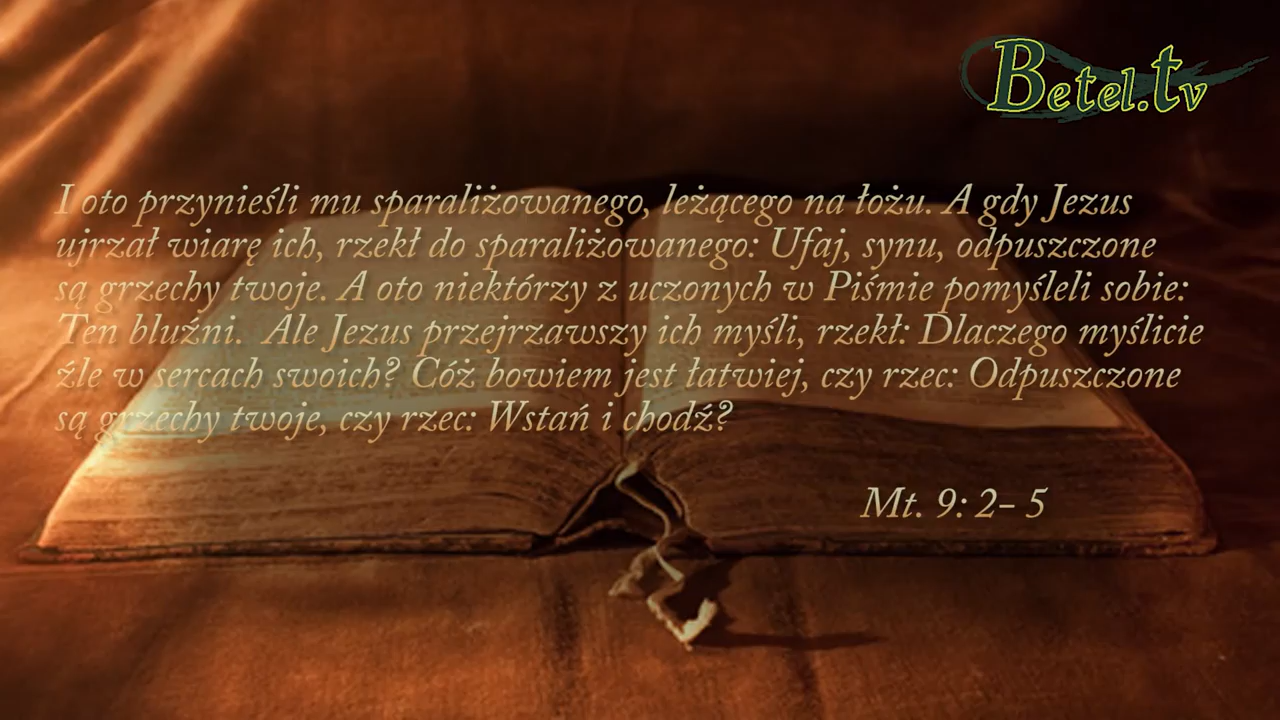 Betel.tv
I oto przynieśli mu sparaliżowanego, leżącego na łożu. A gdy Jezus
ujrzał wiarę ich, rzekł do sparaliżowanego: Ufaj, synu, odpuszczone
są grzechy twoje. A oto niektórzy z uczonych w Piśmie pomyśleli sobie:
Ten bluźni.  Ale Jezus przejrzawszy ich myśli, rzekł: Dlaczego myślicie
źle w sercach swoich? Cóż bowiem jest łatwiej, czy rzec: Odpuszczone
są grzechy twoje, czy rzec: Wstań i chodź?
Mt. 9: 2- 5